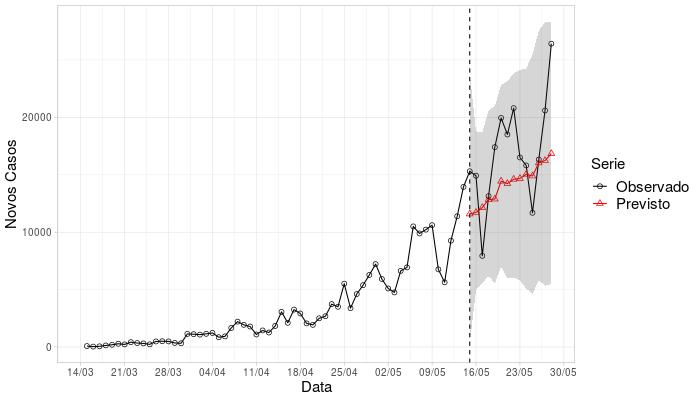 Novos Casos
20000
10000
0
14/03 21/03 28/03 04/04 11/04 18/04 25/04 02/05 09/05 16/05 23/05 30/05
Data
Serie
Observado
Previsto